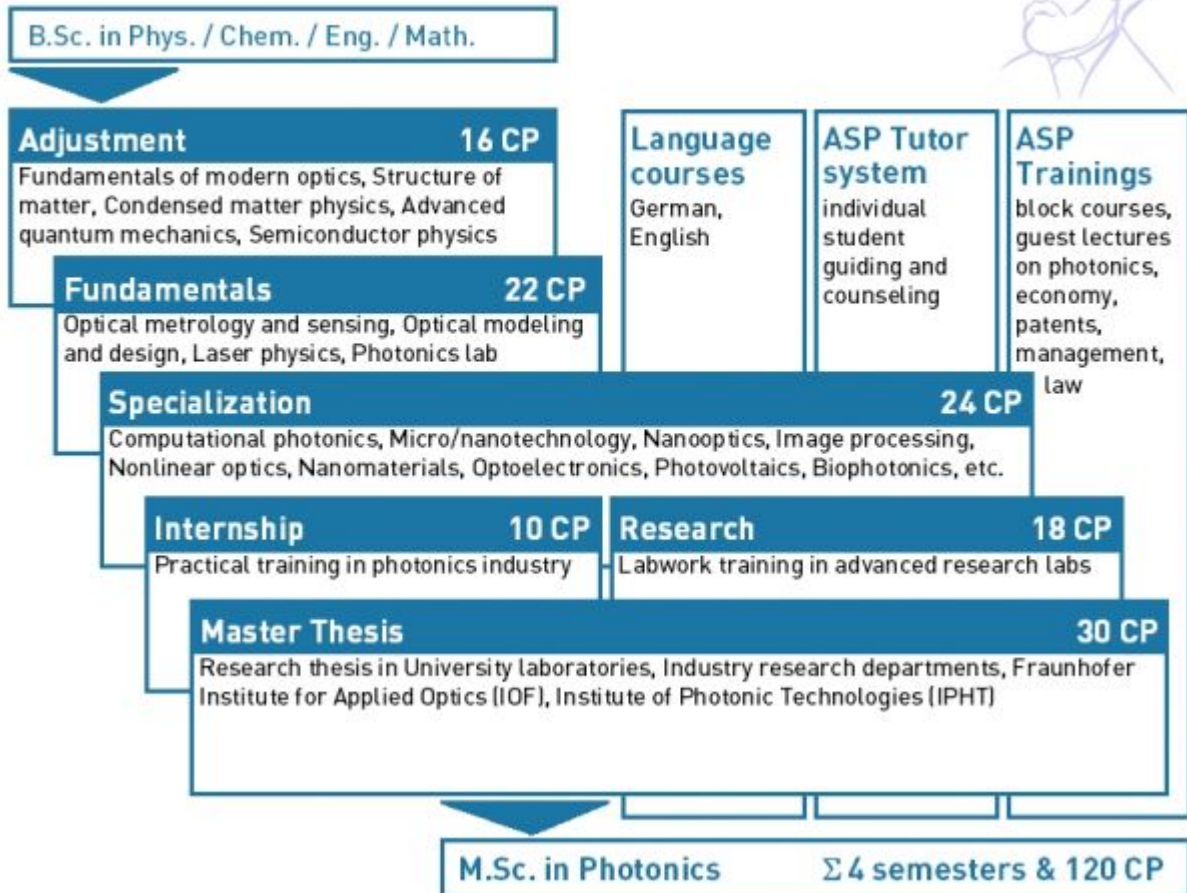 B.Sc. in Phys. / Chem. / Eng. / Math.
Adjustment 16 CP
Fundamentals of modern optics, Structure of
matter, Condensed matter physics, Advanced
quantum mechanics, Semiconductor physics
Language
courses
German,
English
ASP Tutor
system
individual
student
guiding and
counseling
ASP
Trainings
block courses,
guest lectures
on photonics,
economy,
patents,
management,
law
Fundamentals 22 CP
Optical metrology and sensing, Optical modeling
and design, Laser physics, Photonics lab
Specialization 24 CP
Computational photonics, Micro/nanotechnology, Nanooptics, Image processing,
Nonlinear optics, Nanomaterials, Optoelectronics, Photovoltaics, Biophotonics, etc.
Internship 10 CP
Practical training in photonics industry
Research 18 CP
Labwork training in advanced research labs
Master Thesis 30 CP
Research thesis in University laboratories, Industry research departments, Fraunhofer
Institute for Applied Optics (IOF), Institute of Photonic Technologies (IPHT)
M.Sc. in Photonics Σ 4 semesters & 120 CP